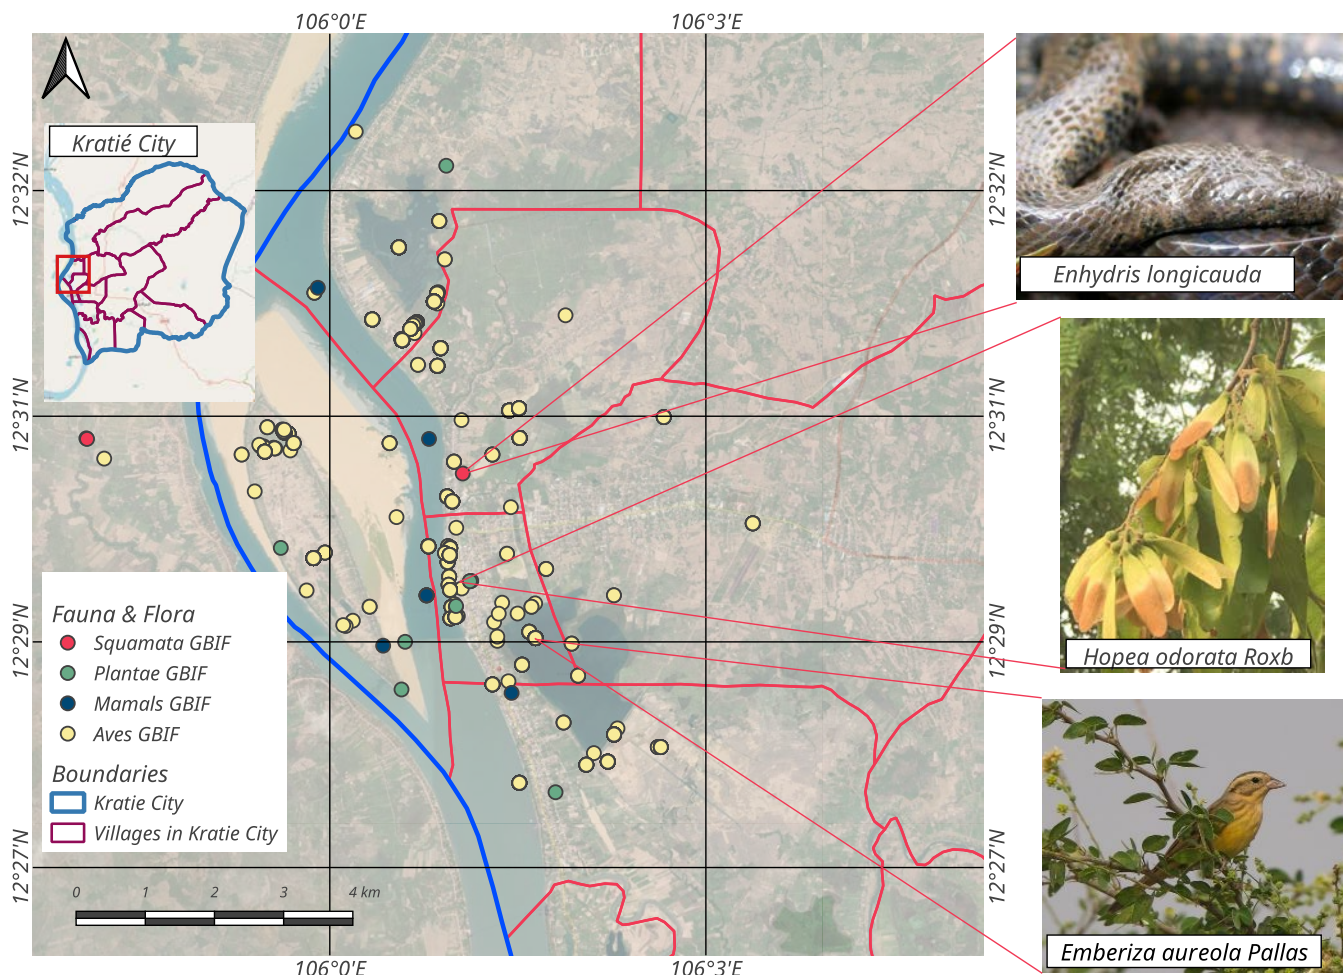 106°0'E
106°3'E
Kratié City
12°32'N
12°32'N
Enhydris longicauda
12°31'N
12°31'N
Hopea odorata Roxb
12°29'N
12°29'N
Fauna & Flora
Squamata GBIF
Plantae GBIF
Mamals GBIF
Aves GBIF
Boundaries
Kratie City
Villages in Kratie City
12°27'N
12°27'N
0 1 2 3 4 km
Emberiza aureola Pallas
106°0'E
106°3'E